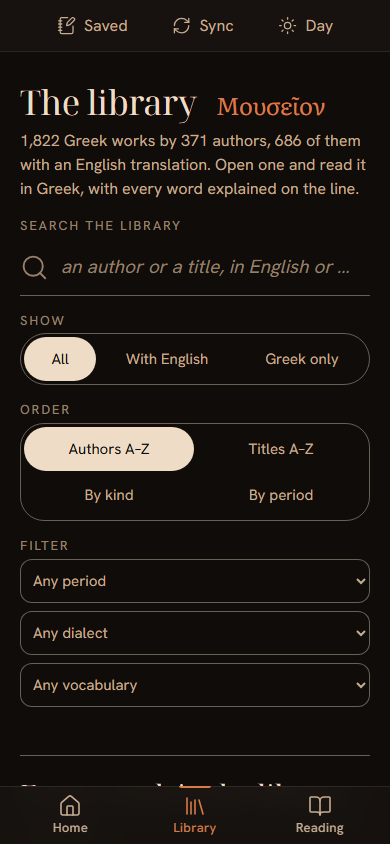 Saved Sync Day
The library Μουσεῖον
1,822 Greek works by 371 authors, 686 of them
with an English translation. Open one and read it
in Greek, with every word explained on the line.
SEARCH THE LIBRARY
an author or a title, in English or ...
SHOW
All With English Greek only
ORDER
Authors A–Z Titles A–Z
By kind By period
FILTER
Any period
Any dialect
Any vocabulary
Home Library Reading